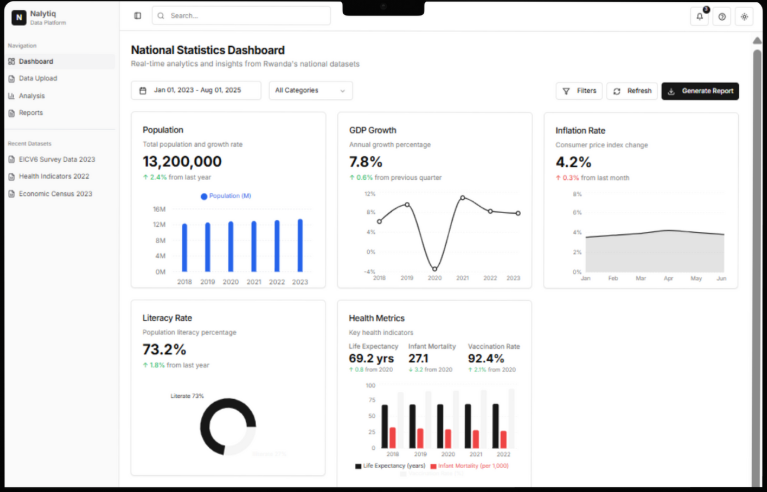 Nalytiq
Data Platform
Search...
3
Navigation
Dashboard
Data Upload
Analysis
Reports
Recent Datasets
EICV6 Survey Data 2023
Health Indicators 2022
Economic Census 2023
National Statistics Dashboard
Real-time analytics and insights from Rwanda's national datasets
Jan 01, 2023 - Aug 01, 2025
All Categories
Filters
Refresh
Generate Report
Population
Total population and growth rate
13,200,000
↑ 2.4% from last year
Population (M)
16M
12M
8M
4M
0M
2018 2019 2020 2021 2022 2023
GDP Growth
Annual growth percentage
7.8%
↑ 0.6% from previous quarter
12%
8%
4%
0%
-4%
2018 2019 2020 2021 2022 2023
Inflation Rate
Consumer price index change
4.2%
↑ 0.3% from last month
8%
6%
4%
2%
0%
Jan Feb Mar Apr May Jun
Literacy Rate
Population literacy percentage
73.2%
↑ 1.8% from last year
Literate 73%
Health Metrics
Key health indicators
Life Expectancy Infant Mortality Vaccination Rate
69.2 yrs 27.1 92.4%
↑ 0.8 from 2020 ↓ 3.2 from 2020 ↑ 2.1% from 2020
100
75
50
25
0
2018 2019 2020 2021 2022
Life Expectancy (years) Infant Mortality (per 1,000)